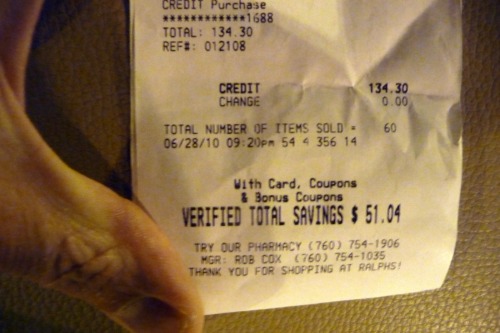 CREDIT Purchase
************1688
TOTAL: 134.30
REF#: 012108
CREDIT 134.30
CHANGE 0.00
TOTAL NUMBER OF ITEMS SOLD = 60
06/28/10 09:20pm 54 4 356 14
With Card, Coupons
& Bonus Coupons
VERIFIED TOTAL SAVINGS $ 51.04
TRY OUR PHARMACY (760) 754-1906
MGR: ROB COX (760) 754-1035
THANK YOU FOR SHOPPING AT RALPHS!